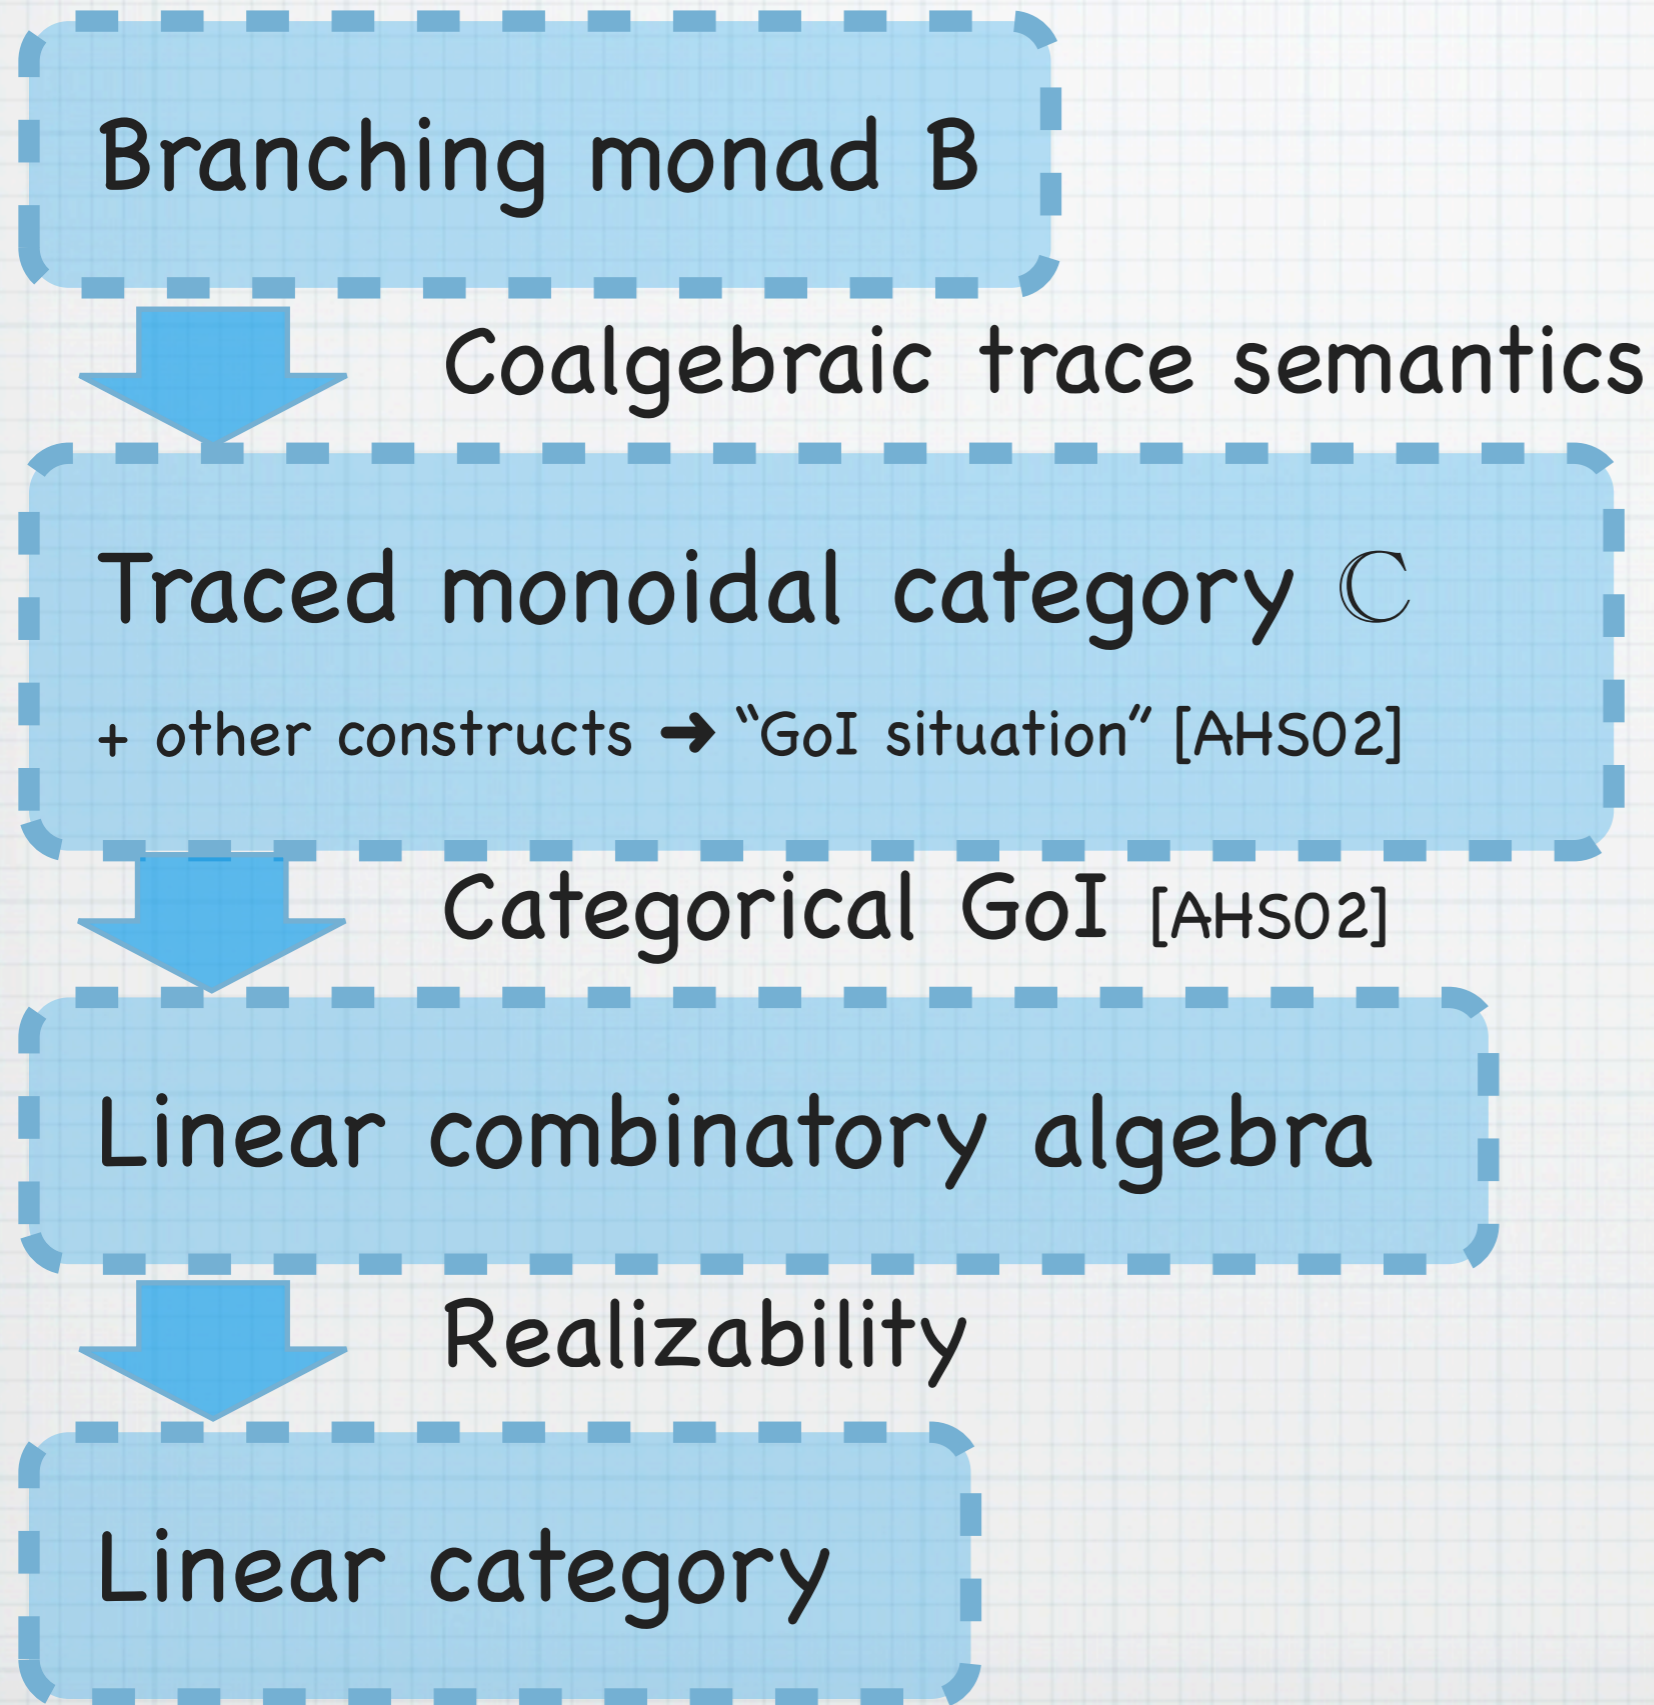 Branching monad B
Coalgebraic trace semantics
Traced monoidal category ℂ
+ other constructs ➜ “GoI situation” [AHS02]
Categorical GoI [AHS02]
Linear combinatory algebra
Realizability
Linear category